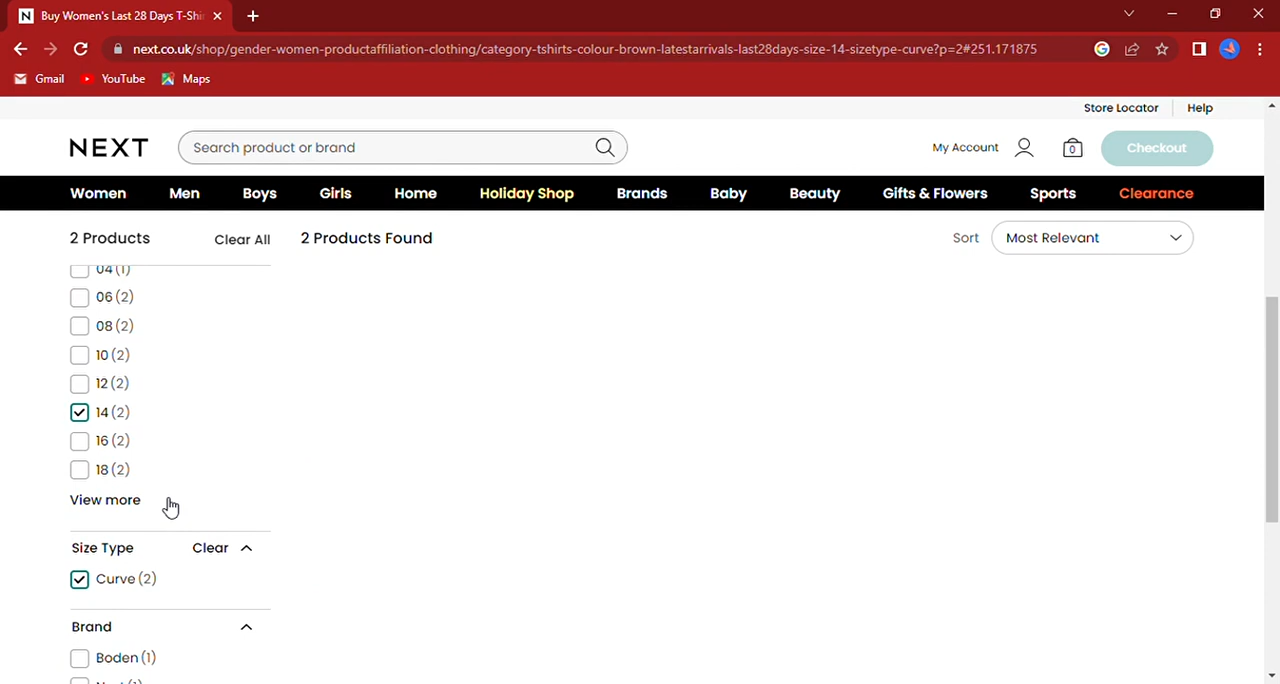 N Buy Women's Last 28 Days T-Shi
next.co.uk/shop/gender-women-productaffiliation-clothing/category-tshirts-colour-brown-latestarrivals-last28days-size-14-sizetype-curve?p=2#251.171875
Gmail YouTube Maps
Store Locator Help
NEXT Search product or brand My Account 0 Checkout
Women Men Boys Girls Home Holiday Shop Brands Baby Beauty Gifts & Flowers Sports Clearance
2 Products Clear All 2 Products Found Sort Most Relevant
04 (1)
06 (2)
08 (2)
10 (2)
12 (2)
14 (2)
16 (2)
18 (2)
View more
Size Type Clear
Curve (2)
Brand
Boden (1)
Next (1)